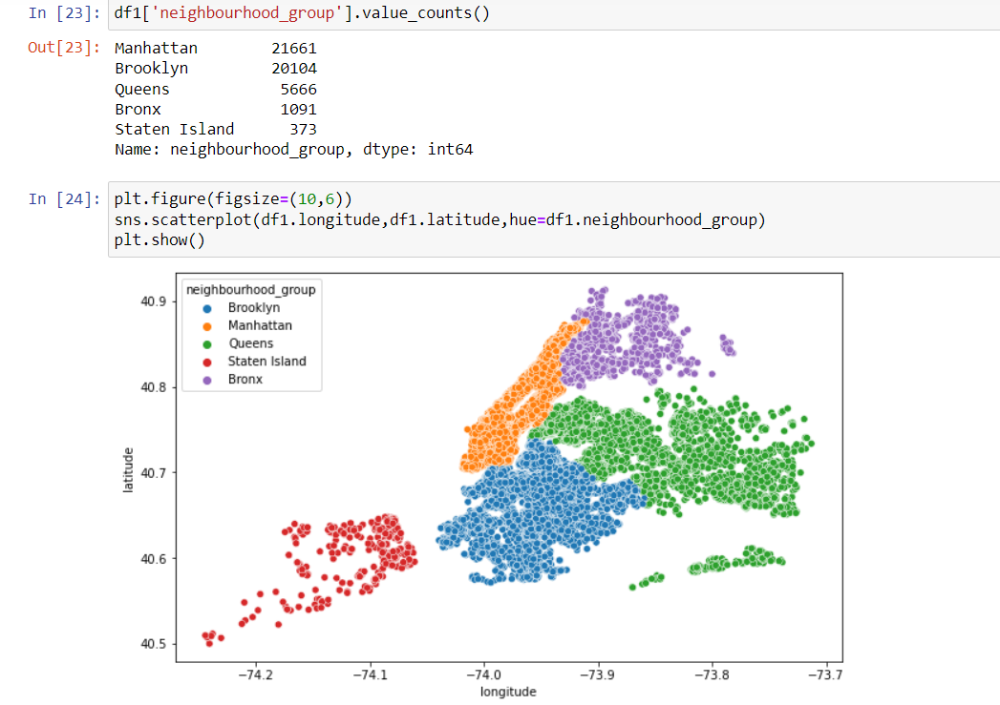 In [23]: df1['neighbourhood_group'].value_counts()
Out[23]: Manhattan 21661
Brooklyn 20104
Queens 5666
Bronx 1091
Staten Island 373
Name: neighbourhood_group, dtype: int64
In [24]: plt.figure(figsize=(10,6))
sns.scatterplot(df1.longitude,df1.latitude,hue=df1.neighbourhood_group)
plt.show()
neighbourhood_group
Brooklyn
Manhattan
Queens
Staten Island
Bronx
40.9
40.8
40.7
40.6
40.5
latitude
−74.2 −74.1 −74.0 −73.9 −73.8 −73.7
longitude